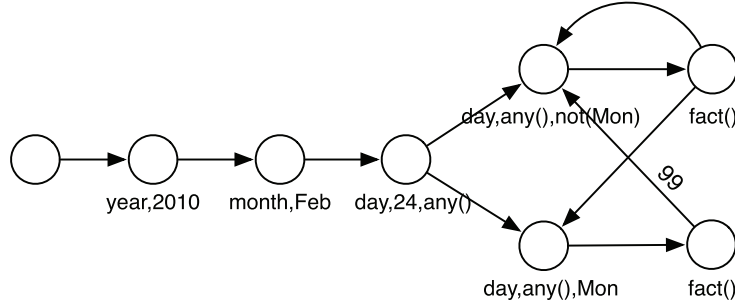 day,any(),not(Mon)
fact()
year,2010
month,Feb
day,24,any()
99
day,any(),Mon
fact()